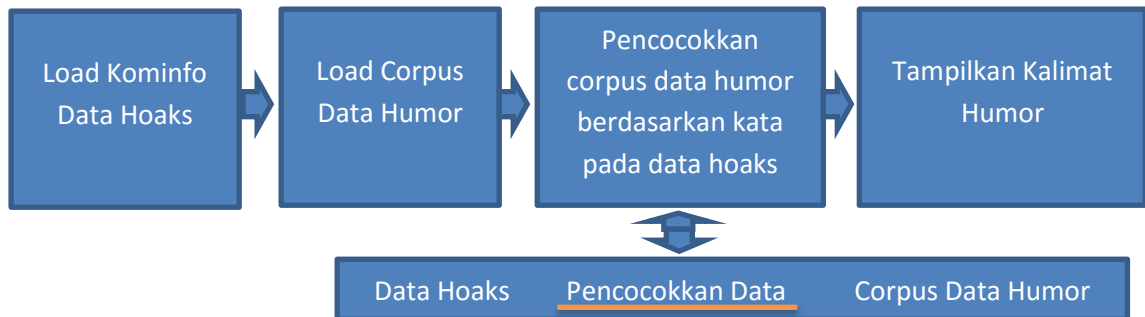 Load Kominfo
Data Hoaks
Load Corpus
Data Humor
Pencocokkan
corpus data humor
berdasarkan kata
pada data hoaks
Tampilkan Kalimat
Humor
Data Hoaks Pencocokkan Data Corpus Data Humor